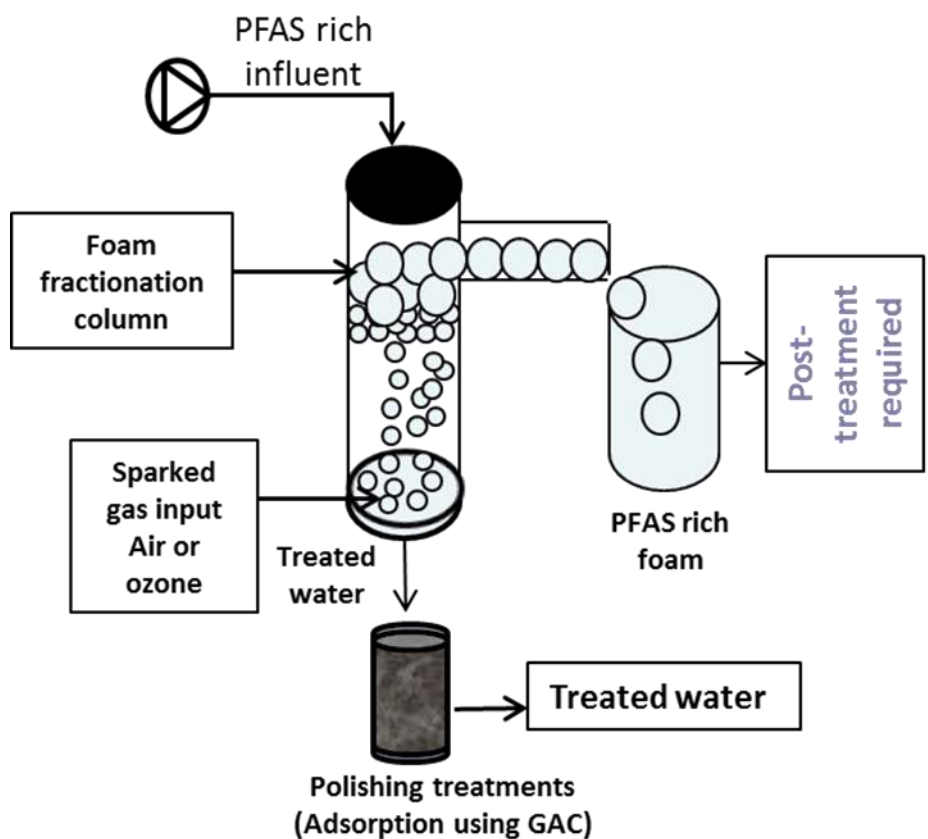 PFAS rich
influent
Foam
fractionation
column
Sparked
gas input
Air or
ozone
Treated
water
PFAS rich
foam
Post-
treatment
required
Treated water
Polishing treatments
(Adsorption using GAC)